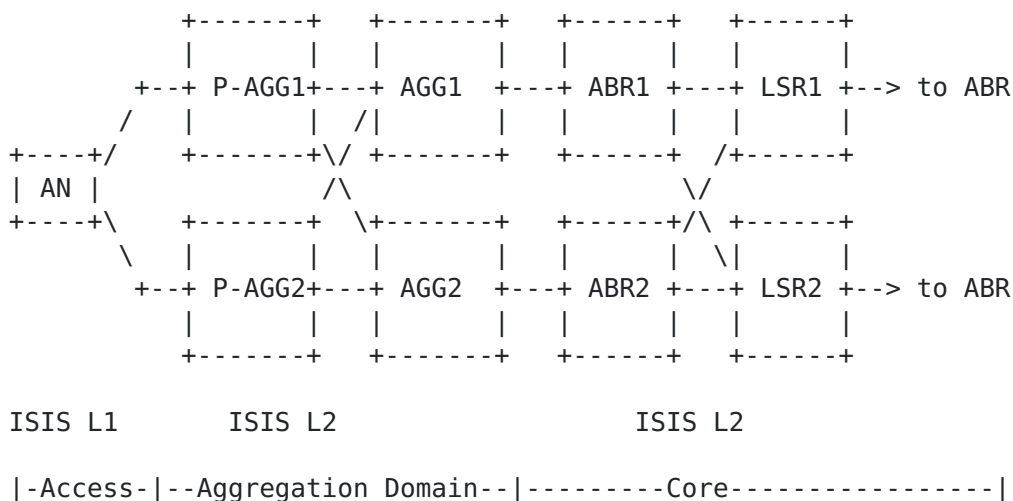 P-AGG1 AGG1 ABR1 LSR1 --> to ABR
AN
P-AGG2 AGG2 ABR2 LSR2 --> to ABR
ISIS L1 ISIS L2 ISIS L2
|-Access-|--Aggregation Domain--|---------Core-----------------|